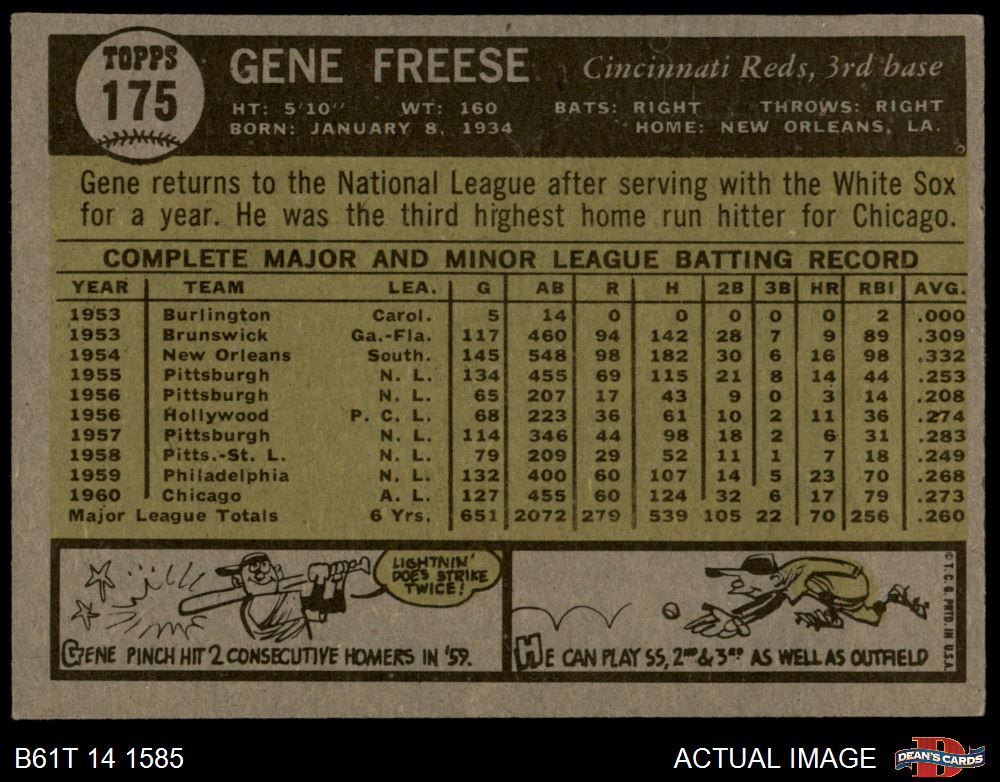 TOPPS
175
GENE FREESE Cincinnati Reds, 3rd base
HT: 5'10" WT: 160 BATS: RIGHT THROWS: RIGHT
BORN: JANUARY 8, 1934 HOME: NEW ORLEANS, LA.
Gene returns to the National League after serving with the White Sox
for a year. He was the third highest home run hitter for Chicago.
COMPLETE MAJOR AND MINOR LEAGUE BATTING RECORD
YEAR TEAM LEA. G AB R H 2B 3B HR RBI AVG.
1953 Burlington Carol. 5 14 0 0 0 0 0 2 .000
1953 Brunswick Ga.-Fla. 117 460 94 142 28 7 9 89 .309
1954 New Orleans South. 145 548 98 182 30 6 16 98 .332
1955 Pittsburgh N. L. 134 455 69 115 21 8 14 44 .253
1956 Pittsburgh N. L. 65 207 17 43 9 0 3 14 .208
1956 Hollywood P. C. L. 68 223 36 61 10 2 11 36 .274
1957 Pittsburgh N. L. 114 346 44 98 18 2 6 31 .283
1958 Pitts.-St. L. N. L. 79 209 29 52 11 1 7 18 .249
1959 Philadelphia N. L. 132 400 60 107 14 5 23 70 .268
1960 Chicago A. L. 127 455 60 124 32 6 17 79 .273
Major League Totals 6 Yrs. 651 2072 279 539 105 22 70 256 .260
LIGHTNIN'
DOES STRIKE
TWICE!
GENE PINCH HIT 2 CONSECUTIVE HOMERS IN '59.
HE CAN PLAY SS, 2ND & 3RD AS WELL AS OUTFIELD
© T. C. G. PRTD. IN U.S.A.
B61T 14 1585
ACTUAL IMAGE
D
DEAN'S CARDS